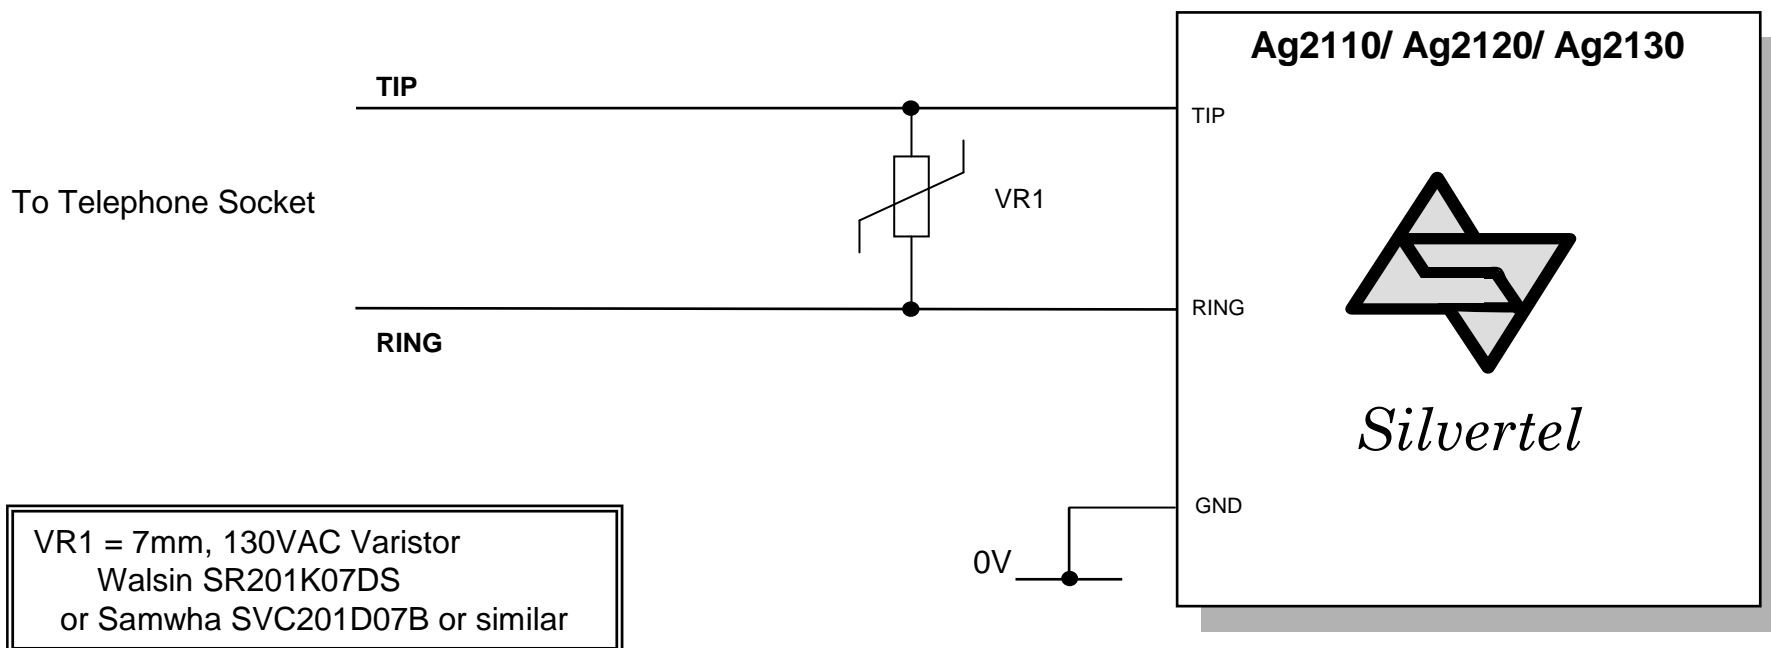 Ag2110/ Ag2120/ Ag2130
TIP
TIP
To Telephone Socket
VR1
RING
RING
Silvertel
GND
0V
VR1 = 7mm, 130VAC Varistor
Walsin SR201K07DS
or Samwha SVC201D07B or similar